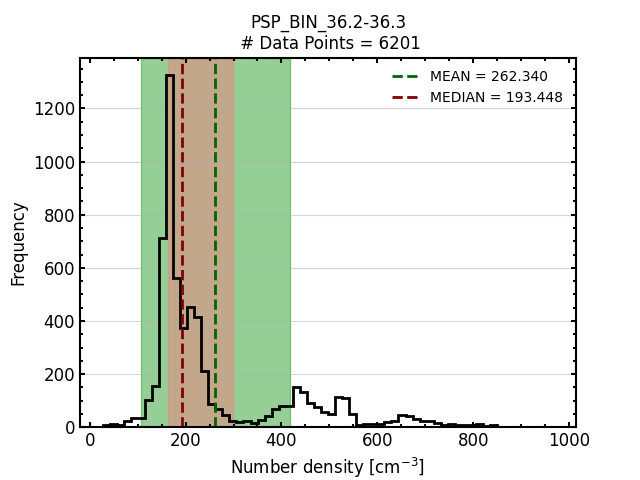 PSP_BIN_36.2-36.3
# Data Points = 6201
MEAN = 262.340
MEDIAN = 193.448
1200
1000
800
600
400
200
0
Frequency
0 200 400 600 800 1000
Number density [cm⁻³]